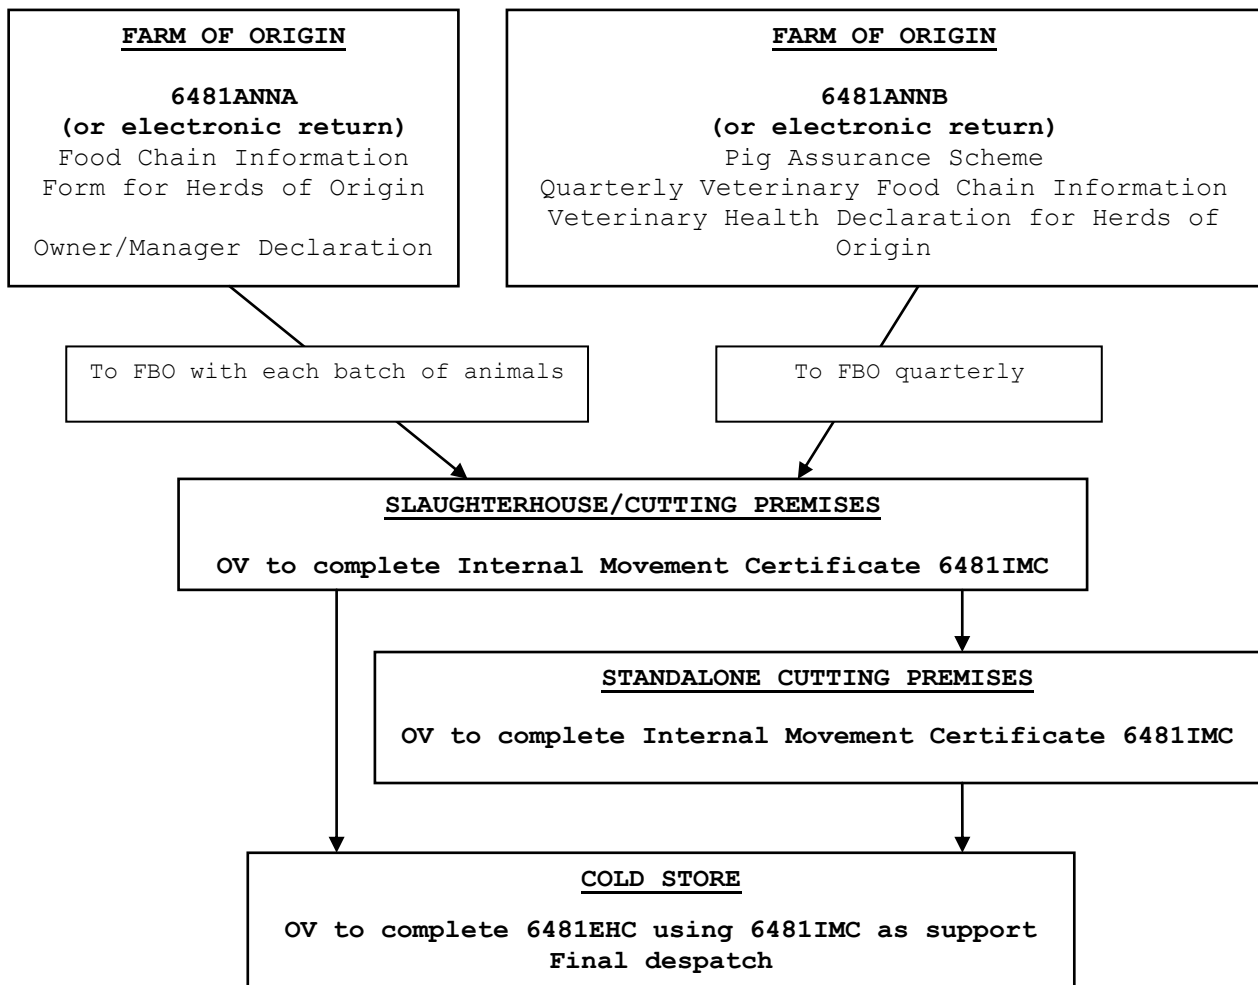 FARM OF ORIGIN
6481ANNA
(or electronic return)
Food Chain Information
Form for Herds of Origin
Owner/Manager Declaration
FARM OF ORIGIN
6481ANNB
(or electronic return)
Pig Assurance Scheme
Quarterly Veterinary Food Chain Information
Veterinary Health Declaration for Herds of
Origin
To FBO with each batch of animals
To FBO quarterly
SLAUGHTERHOUSE/CUTTING PREMISES
OV to complete Internal Movement Certificate 6481IMC
STANDALONE CUTTING PREMISES
OV to complete Internal Movement Certificate 6481IMC
COLD STORE
OV to complete 6481EHC using 6481IMC as support
Final despatch